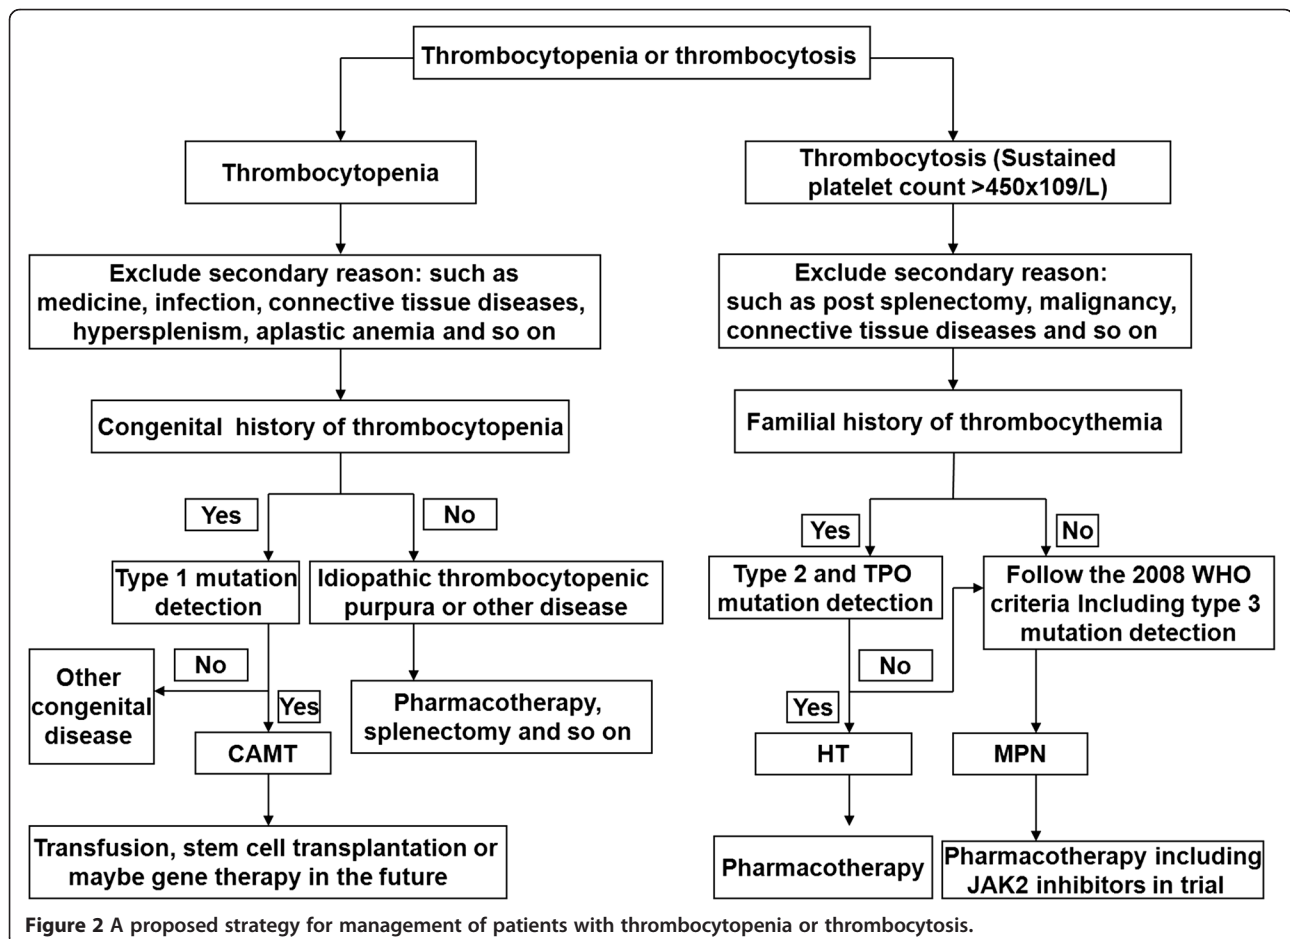 Thrombocytopenia or thrombocytosis
Thrombocytopenia
Thrombocytosis (Sustained
platelet count >450x109/L)
Exclude secondary reason: such as
medicine, infection, connective tissue diseases,
hypersplenism, aplastic anemia and so on
Exclude secondary reason:
such as post splenectomy, malignancy,
connective tissue diseases and so on
Congenital history of thrombocytopenia
Familial history of thrombocythemia
Yes
No
Yes
No
Type 1 mutation
detection
Idiopathic thrombocytopenic
purpura or other disease
Type 2 and TPO
mutation detection
Follow the 2008 WHO
criteria Including type 3
mutation detection
No
Other
congenital
disease
Yes
Pharmacotherapy,
splenectomy and so on
No
Yes
CAMT
HT
MPN
Transfusion, stem cell transplantation or
maybe gene therapy in the future
Pharmacotherapy
Pharmacotherapy including
JAK2 inhibitors in trial
Figure 2 A proposed strategy for management of patients with thrombocytopenia or thrombocytosis.